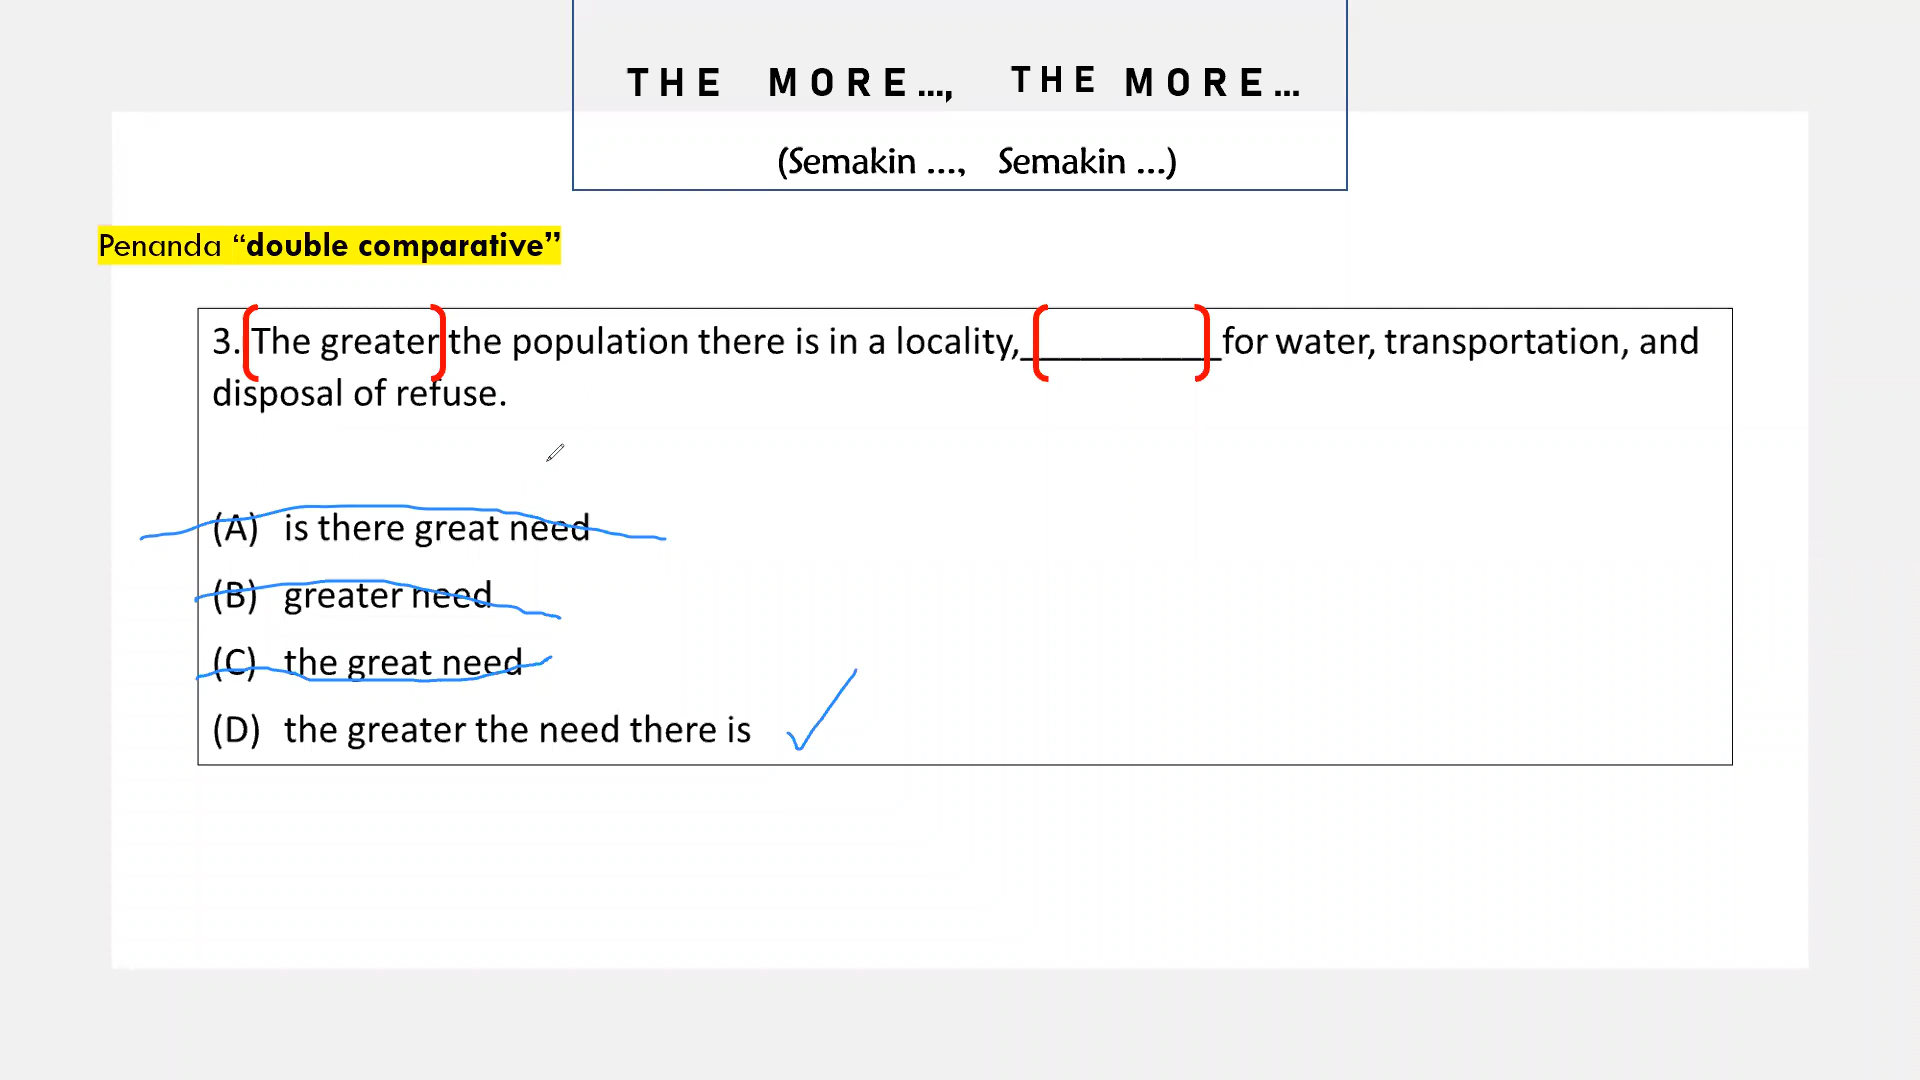 THE MORE…, THE MORE…
(Semakin …, Semakin …)
Penanda “double comparative”
3. The greater the population there is in a locality,__________for water, transportation, and
disposal of refuse.
(A) is there great need
(B) greater need
(C) the great need
(D) the greater the need there is